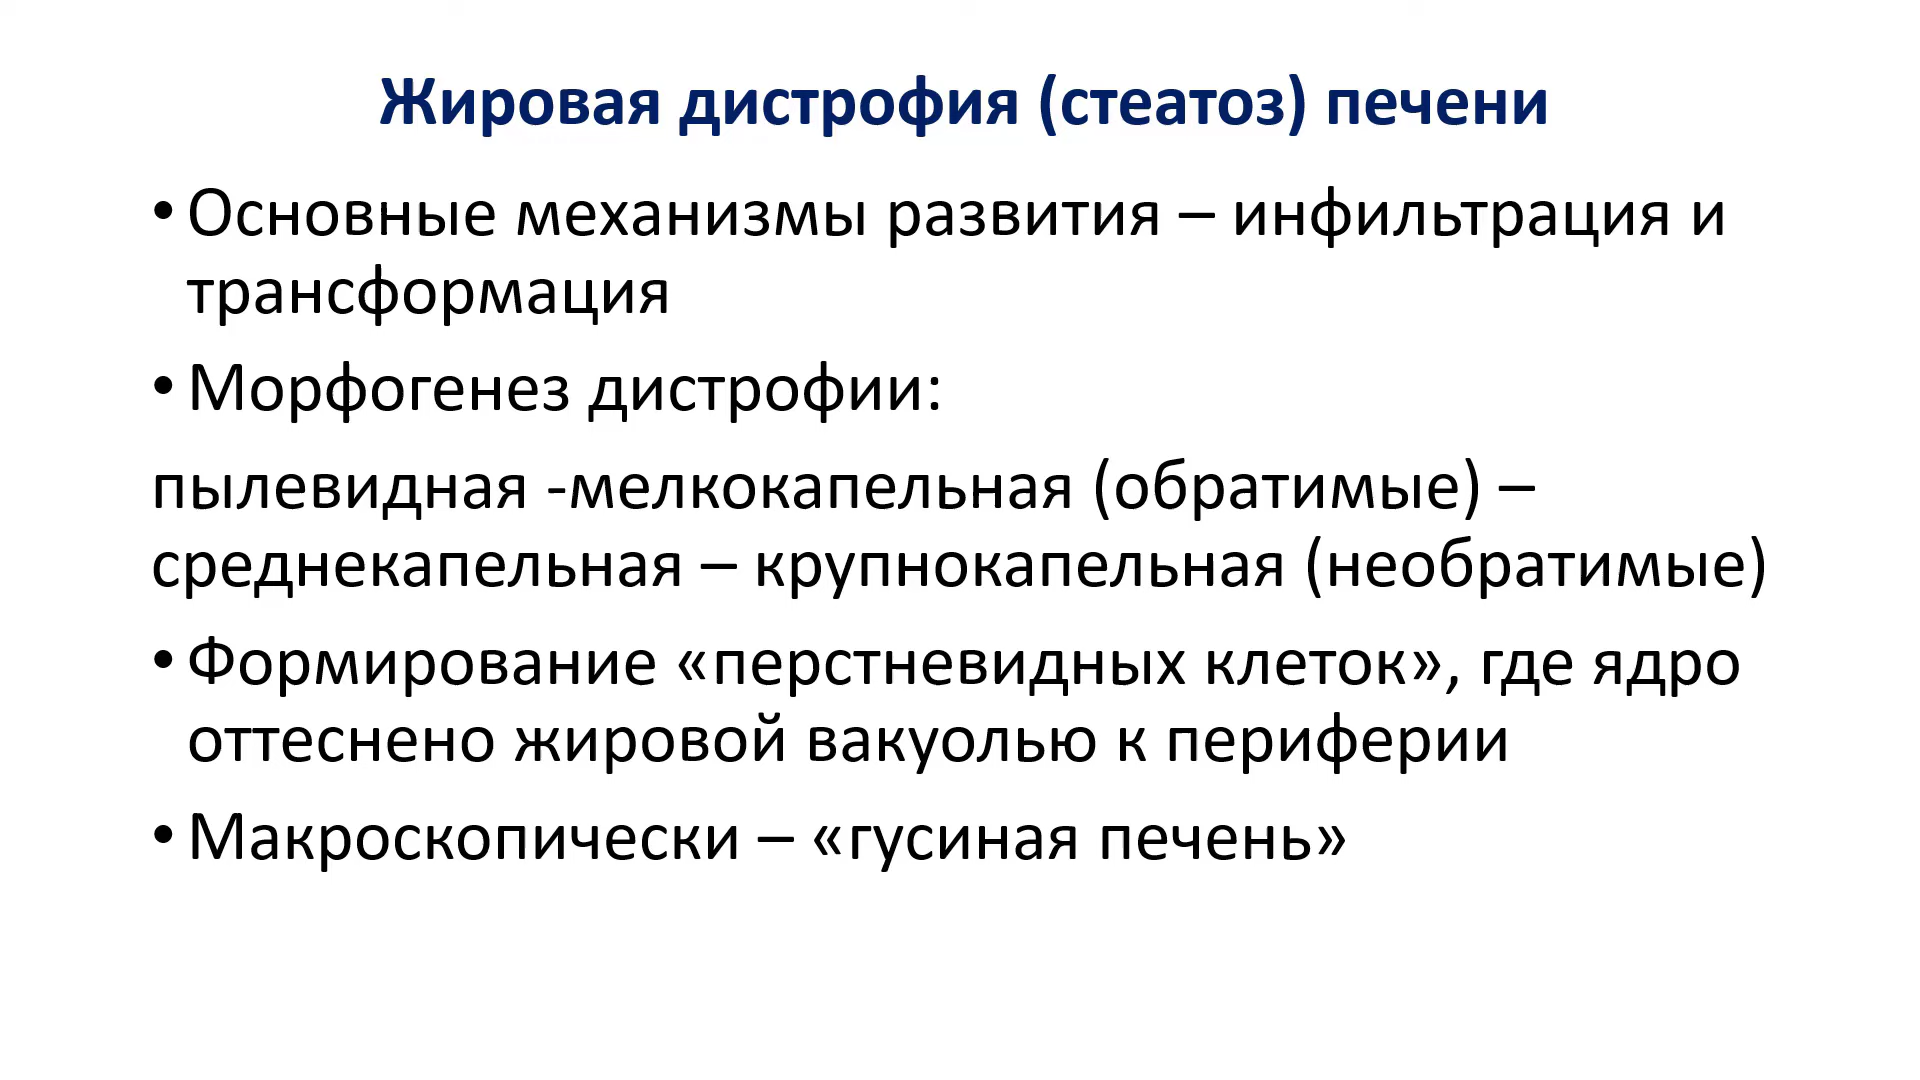 Жировая дистрофия (стеатоз) печени
• Основные механизмы развития – инфильтрация и
трансформация
• Морфогенез дистрофии:
пылевидная -мелкокапельная (обратимые) –
среднекапельная – крупнокапельная (необратимые)
• Формирование «перстневидных клеток», где ядро
оттеснено жировой вакуолью к периферии
• Макроскопически – «гусиная печень»